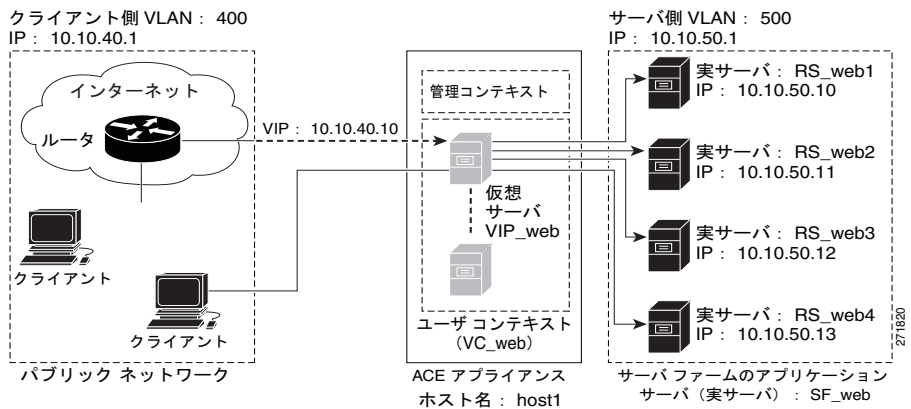 クライアント側 VLAN： 400
IP： 10.10.40.1
インターネット
ルータ
クライアント
クライアント
パブリック ネットワーク
VIP： 10.10.40.10
管理コンテキスト
仮想
サーバ
VIP_web
ユーザ コンテキスト
（VC_web）
ACE アプライアンス
ホスト名： host1
サーバ側 VLAN： 500
IP： 10.10.50.1
実サーバ： RS_web1
IP： 10.10.50.10
実サーバ： RS_web2
IP： 10.10.50.11
実サーバ： RS_web3
IP： 10.10.50.12
実サーバ： RS_web4
IP： 10.10.50.13
サーバ ファームのアプリケーション
サーバ（実サーバ）： SF_web
271820